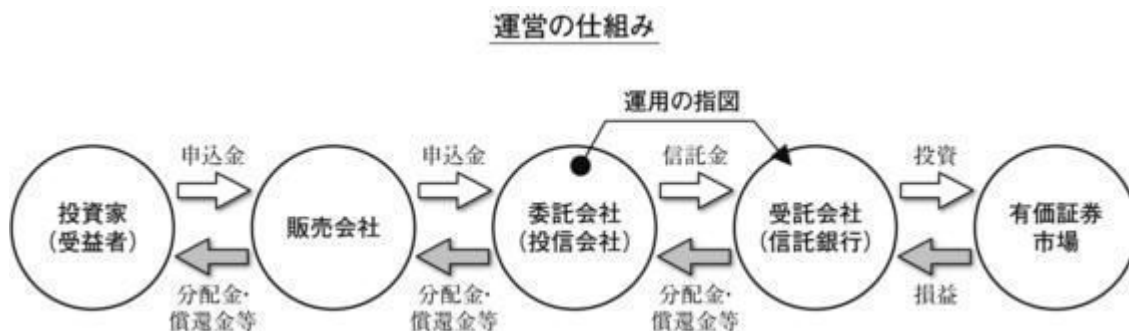 運営の仕組み
運用の指図
申込金
申込金
信託金
投資
投資家
（受益者）
販売会社
委託会社
（投信会社）
受託会社
（信託銀行）
有価証券
市場
分配金・
償還金等
分配金・
償還金等
分配金・
償還金等
損益